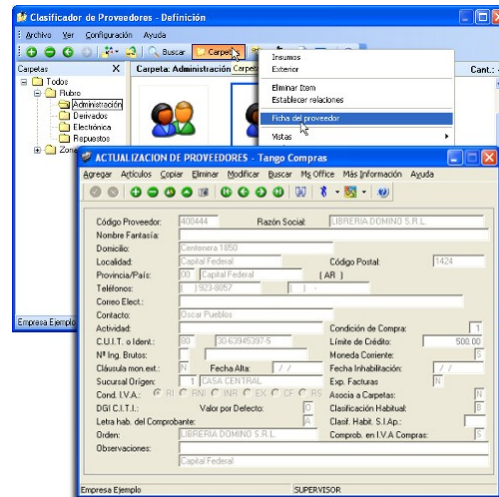 Clasificador de Proveedores - Definición
Archivo Ver Configuración Ayuda
Buscar Carpetas
Carpetas X Carpeta: Administración Cant.:
Todos
Rubro
Administración
Derivados
Electrónica
Repuestos
Insumos
Exterior
Eliminar Item
Establecer relaciones
Ficha del proveedor
Vistas
ACTUALIZACION DE PROVEEDORES - Tango Compras
Agregar Artículos Copiar Eliminar Modificar Buscar Ms Office Más Información Ayuda
Código Proveedor: 400444 Razón Social: LIBRERIA DOMINO S.R.L.
Nombre Fantasía:
Domicilio: Centenera 1850
Localidad: Capital Federal Código Postal: 1424
Provincia/País: 00 Capital Federal ( AR )
Teléfonos: ( ) 923-8057 ( ) -
Correo Elect.:
Contacto: Oscar Pueblos
Actividad: Condición de Compra: 1
C.U.I.T. o Ident.: 80 30-63945397-5 Límite de Crédito: 500.00
Nº Ing. Brutos: Moneda Corriente: S
Cláusula mon.ext.: N Fecha Alta: / / Fecha Inhabilitación: / /
Sucursal Origen: 1 CASA CENTRAL Exp. Facturas N
Cond. I.V.A.: RI RNI INR EX CF RS Asocia a Carpetas: N
DGI C.I.T.I.: Valor por Defecto: O Clasificación Habitual: B
Letra hab. del Comprobante: A Clasif. Habit. S.I.Ap.:
Orden: LIBRERIA DOMINO S.R.L. Comprob. en I.V.A Compras: S
Observaciones:
Capital Federal
Empresa Ejemplo SUPERVISOR